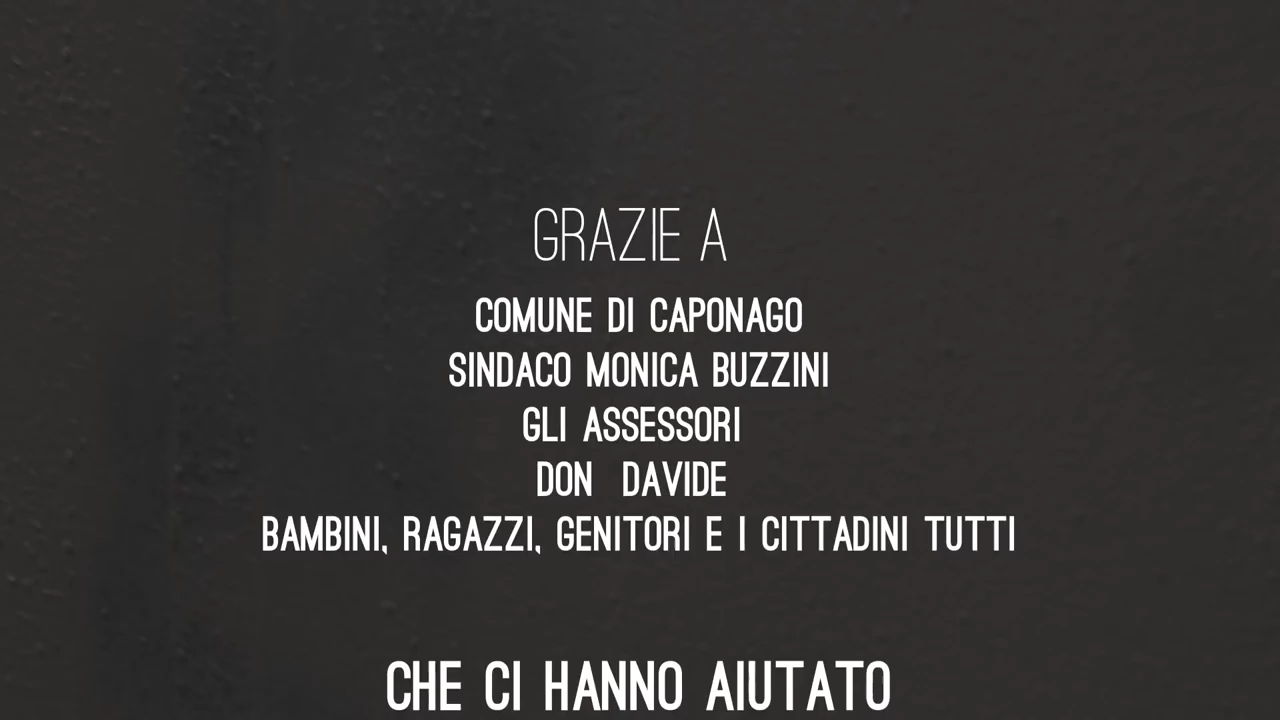 GRAZIE A
COMUNE DI CAPONAGO
SINDACO MONICA BUZZINI
GLI ASSESSORI
DON DAVIDE
BAMBINI, RAGAZZI, GENITORI E I CITTADINI TUTTI
CHE CI HANNO AIUTATO